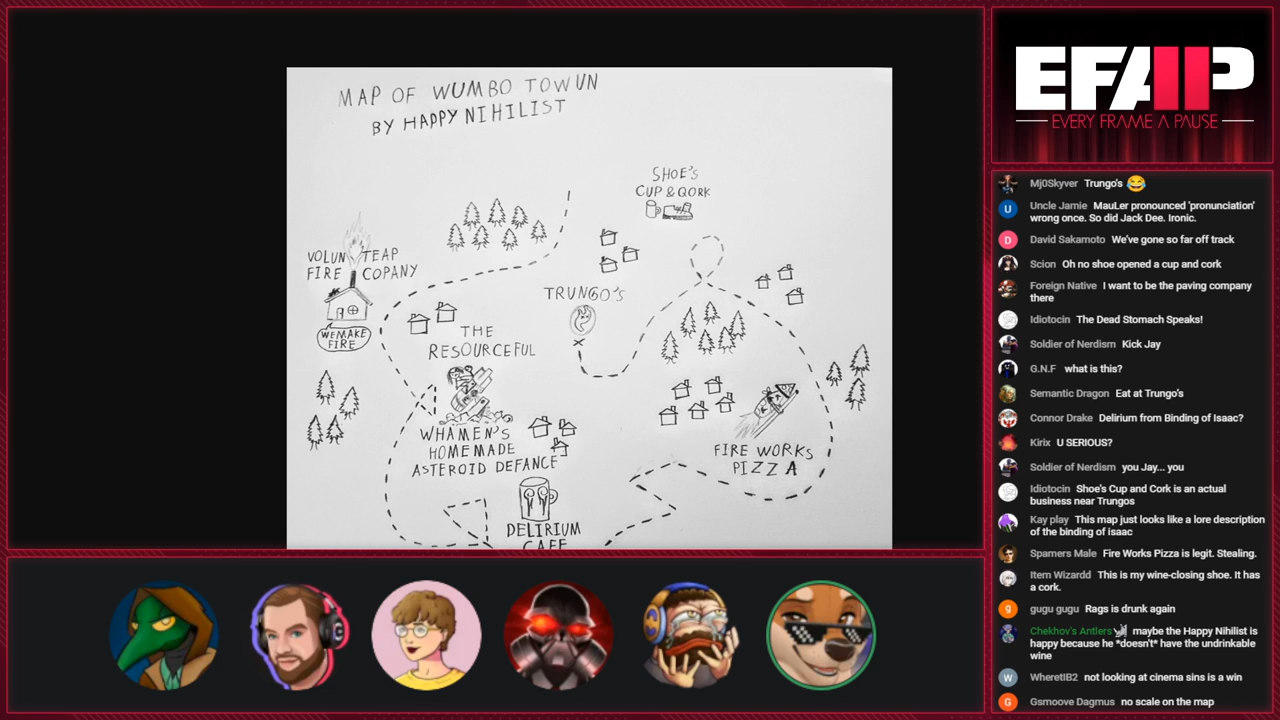 MAP OF WUMBO TOWUN
BY HAPPY NIHILIST
SHOE'S
CUP & QORK
VOLUN TEAP
FIRE COPANY
WE MAKE
FIRE
TRUNGO'S
THE
RESOURCEFUL
WHAMEN'S
HOMEMADE
ASTEROID DEFANCE
FIRE WORKS
PIZZA
DELIRIUM
CAFE
EFAP
EVERY FRAME A PAUSE
Mj0Skyver Trungo's 😂
U
Uncle Jamie MauLer pronounced 'pronunciation'
wrong once. So did Jack Dee. Ironic.
D
David Sakamoto We've gone so far off track
Scion Oh no shoe opened a cup and cork
Foreign Native I want to be the paving company
there
Idiotocin The Dead Stomach Speaks!
Soldier of Nerdism Kick Jay
G.N.F what is this?
Semantic Dragon Eat at Trungo's
Connor Drake Delirium from Binding of Isaac?
Kirix U SERIOUS?
Soldier of Nerdism you Jay... you
Idiotocin Shoe's Cup and Cork is an actual
business near Trungos
Kay play This map just looks like a lore description
of the binding of isaac
Spamers Male Fire Works Pizza is legit. Stealing.
Item Wizardd This is my wine-closing shoe. It has
a cork.
g
gugu gugu Rags is drunk again
Chekhov's Antlers maybe the Happy Nihilist is
happy because he *doesn't* have the undrinkable
wine
W
WheretIB2 not looking at cinema sins is a win
G
Gsmoove Dagmus no scale on the map